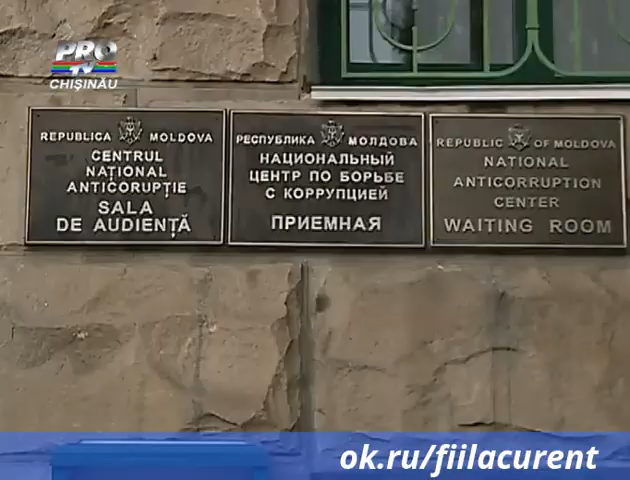 PRO
TV
CHIȘINĂU
REPUBLICA MOLDOVA
CENTRUL
NAȚIONAL
ANTICORUPȚIE
SALA
DE AUDIENȚĂ
РЕСПУБЛИКА МОЛДОВА
НАЦИОНАЛЬНЫЙ
ЦЕНТР ПО БОРЬБЕ
С КОРРУПЦИЕЙ
ПРИЕМНАЯ
REPUBLIC OF MOLDOVA
NATIONAL
ANTICORRUPTION
CENTER
WAITING ROOM
ok.ru/fiilacurent